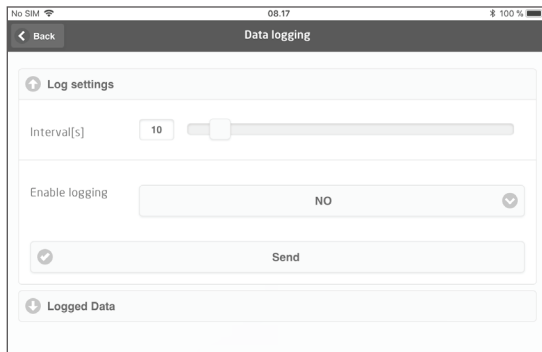 No SIM 08.17 100 %
Back Data logging
Log settings
Interval[s] 10
Enable logging NO
Send
Logged Data